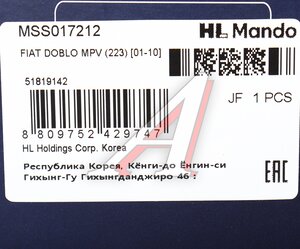 MSS017212
HL Mando
FIAT DOBLO MPV (223) [01-10]
51819142
JF 1 PCS
8 809752 429747
HL Holdings Corp. Korea
Республика Корея, Кёнги-до Ёнгин-си
Гихынг-Гу Гихынгданджиро 46 :
EAC